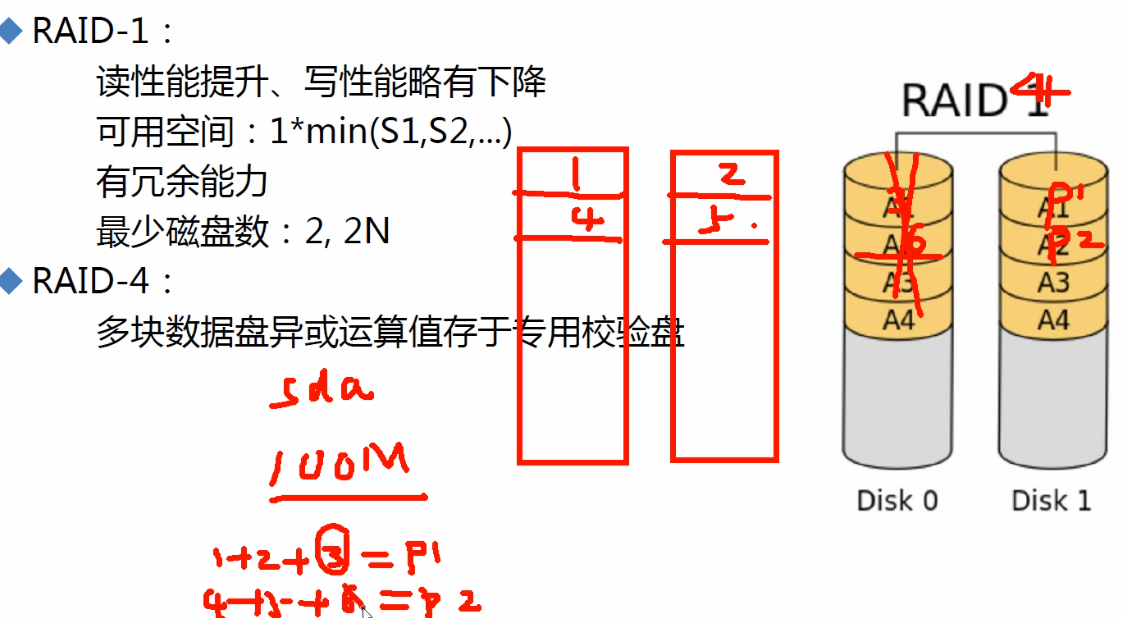 RAID-1：
读性能提升、写性能略有下降
可用空间：1*min(S1,S2,...)
有冗余能力
最少磁盘数：2, 2N
RAID-4：
多块数据盘异或运算值存于专用校验盘
sda
100M
1+2+3=P1
4+5+6=P2
1
4
2
5
RAID 1
4
A1
3
A2
6
A3
A4
Disk 0
A1
P1
A2
P2
A3
A4
Disk 1